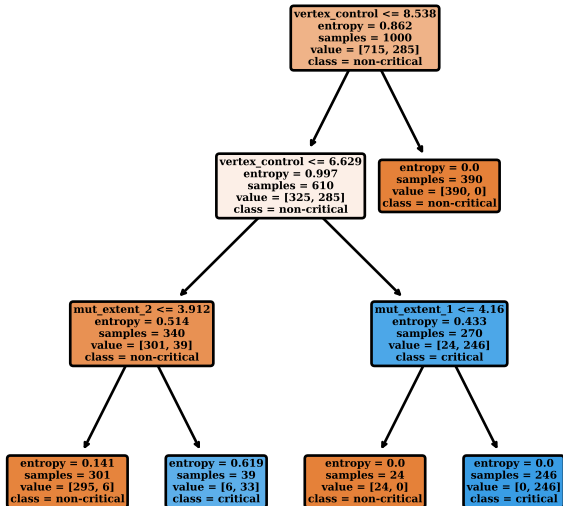 vertex_control <= 8.538
entropy = 0.862
samples = 1000
value = [715, 285]
class = non-critical
vertex_control <= 6.629
entropy = 0.997
samples = 610
value = [325, 285]
class = non-critical
entropy = 0.0
samples = 390
value = [390, 0]
class = non-critical
mut_extent_2 <= 3.912
entropy = 0.514
samples = 340
value = [301, 39]
class = non-critical
mut_extent_1 <= 4.16
entropy = 0.433
samples = 270
value = [24, 246]
class = critical
entropy = 0.141
samples = 301
value = [295, 6]
class = non-critical
entropy = 0.619
samples = 39
value = [6, 33]
class = critical
entropy = 0.0
samples = 24
value = [24, 0]
class = non-critical
entropy = 0.0
samples = 246
value = [0, 246]
class = critical